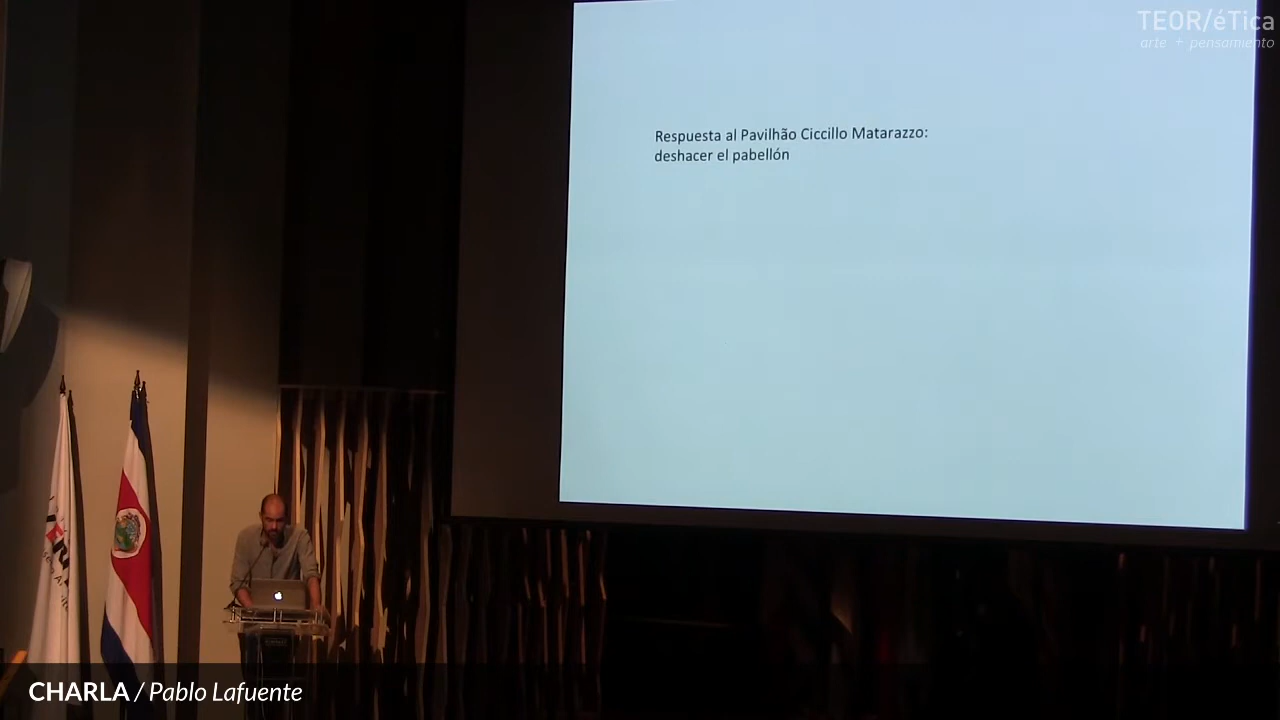 TEOR/éTica
arte + pensamiento
Respuesta al Pavilhão Ciccillo Matarazzo:
deshacer el pabellón
CHARLA / Pablo Lafuente